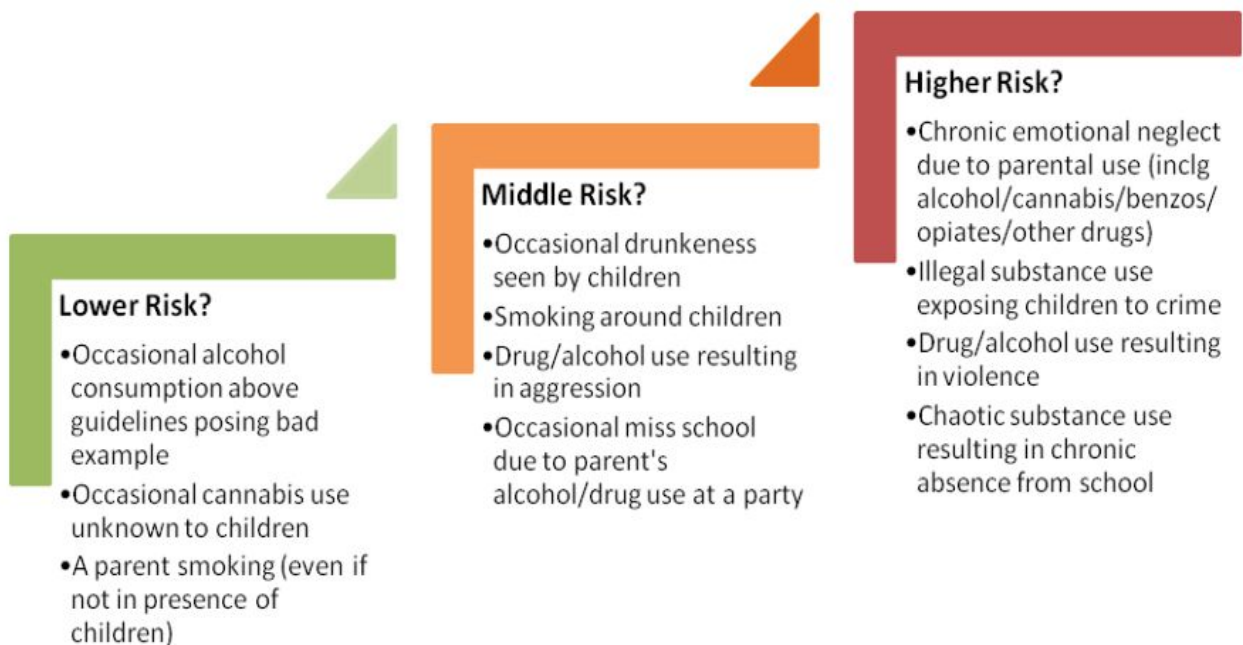 Lower Risk?
•Occasional alcohol
consumption above
guidelines posing bad
example
•Occasional cannabis use
unknown to children
•A parent smoking (even if
not in presence of
children)
Middle Risk?
•Occasional drunkeness
seen by children
•Smoking around children
•Drug/alcohol use resulting
in aggression
•Occasional miss school
due to parent's
alcohol/drug use at a party
Higher Risk?
•Chronic emotional neglect
due to parental use (inclg
alcohol/cannabis/benzos/
opiates/other drugs)
•Illegal substance use
exposing children to crime
•Drug/alcohol use resulting
in violence
•Chaotic substance use
resulting in chronic
absence from school